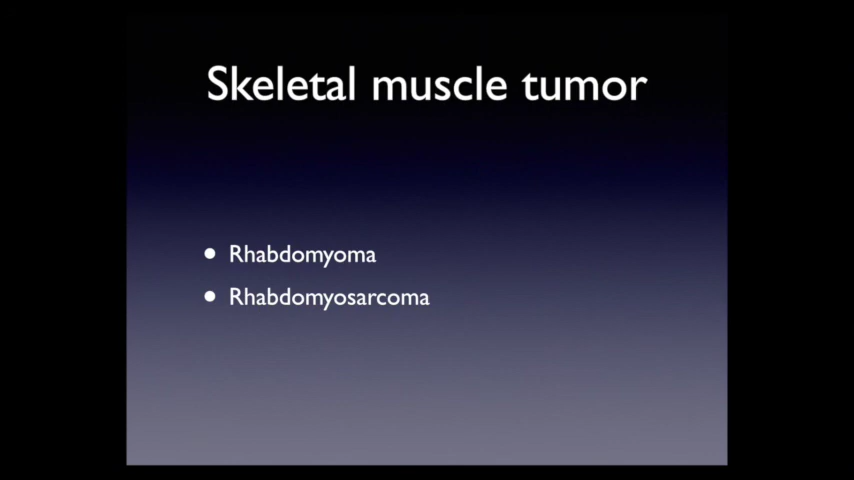 Skeletal muscle tumor
• Rhabdomyoma
• Rhabdomyosarcoma